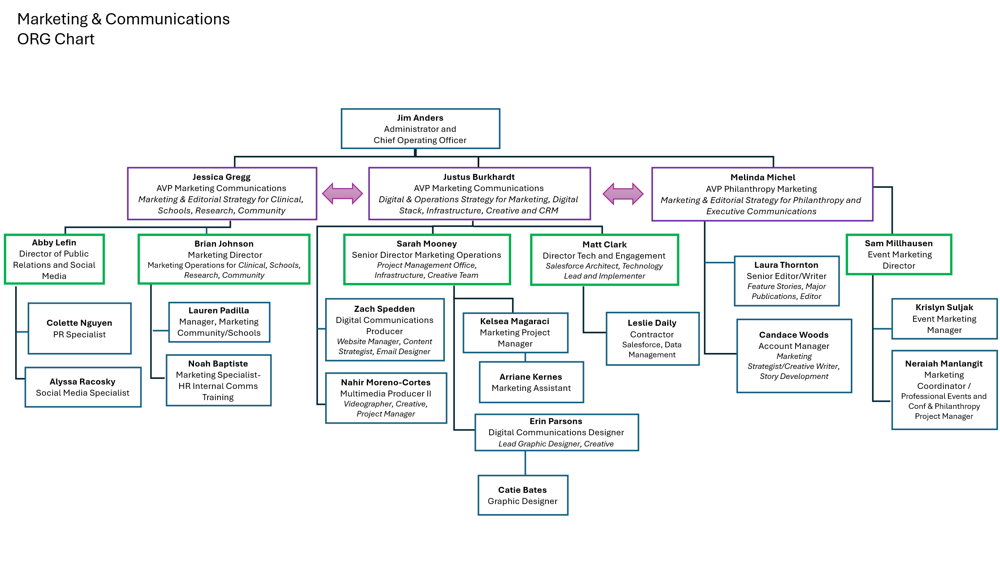 Marketing & Communications
ORG Chart
Jim Anders
Administrator and
Chief Operating Officer
Jessica Gregg
AVP Marketing Communications
Marketing & Editorial Strategy for Clinical,
Schools, Research, Community
Justus Burkhardt
AVP Marketing Communications
Digital & Operations Strategy for Marketing, Digital
Stack, Infrastructure, Creative and CRM
Melinda Michel
AVP Philanthropy Marketing
Marketing & Editorial Strategy for Philanthropy and
Executive Communications
Abby Lefin
Director of Public
Relations and Social
Media
Brian Johnson
Marketing Director
Marketing Operations for Clinical, Schools,
Research, Community
Sarah Mooney
Senior Director Marketing Operations
Project Management Office,
Infrastructure, Creative Team
Matt Clark
Director Tech and Engagement
Salesforce Architect, Technology
Lead and Implementer
Sam Millhausen
Event Marketing
Director
Laura Thornton
Senior Editor/Writer
Feature Stories, Major
Publications, Editor
Colette Nguyen
PR Specialist
Lauren Padilla
Manager, Marketing
Community/Schools
Zach Spedden
Digital Communications
Producer
Website Manager, Content
Strategist, Email Designer
Kelsea Magaraci
Marketing Project
Manager
Leslie Daily
Contractor
Salesforce, Data
Management
Candace Woods
Account Manager
Marketing
Strategist/Creative Writer,
Story Development
Krislyn Suljak
Event Marketing
Manager
Alyssa Racosky
Social Media Specialist
Noah Baptiste
Marketing Specialist-
HR Internal Comms
Training
Nahir Moreno-Cortes
Multimedia Producer II
Videographer, Creative,
Project Manager
Arriane Kernes
Marketing Assistant
Neraiah Manlangit
Marketing
Coordinator /
Professional Events and
Conf & Philanthropy
Project Manager
Erin Parsons
Digital Communications Designer
Lead Graphic Designer, Creative
Catie Bates
Graphic Designer